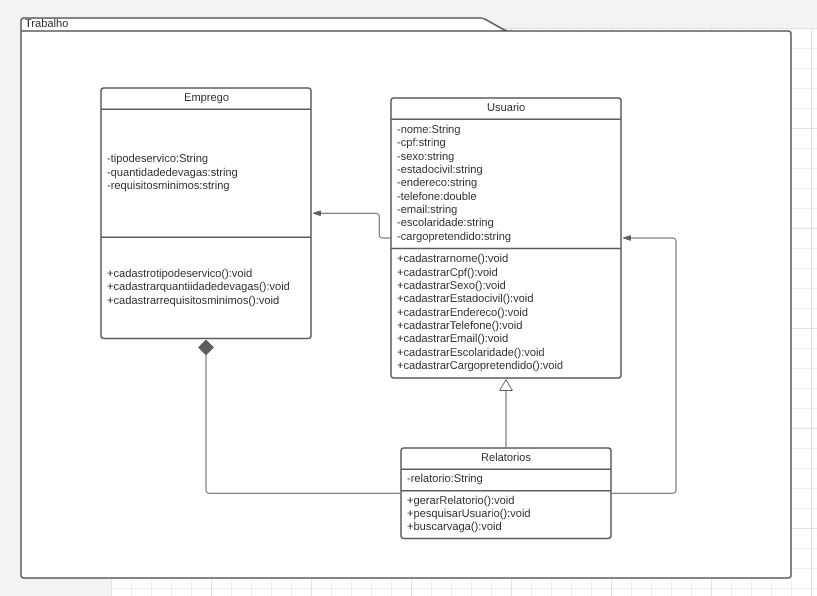 Trabalho
Emprego
-tipodeservico:String
-quantidadedevagas:string
-requisitosminimos:string
+cadastrotipodeservico():void
+cadastrarquantiidadedevagas():void
+cadastrarrequisitosminimos():void
Usuario
-nome:String
-cpf:string
-sexo:string
-estadocivil:string
-endereco:string
-telefone:double
-email:string
-escolaridade:string
-cargopretendido:string
+cadastrarnome():void
+cadastrarCpf():void
+cadastrarSexo():void
+cadastrarEstadocivil():void
+cadastrarEndereco():void
+cadastrarTelefone():void
+cadastrarEmail():void
+cadastrarEscolaridade():void
+cadastrarCargopretendido():void
Relatorios
-relatorio:String
+gerarRelatorio():void
+pesquisarUsuario():void
+buscarvaga():void